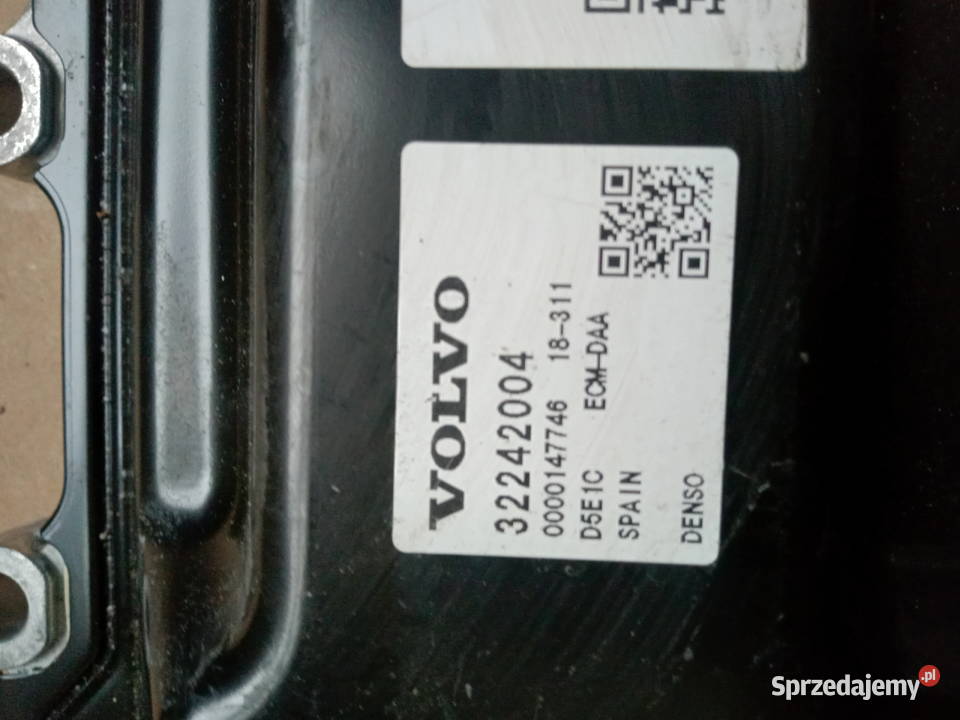 VOLVO
32242004
0000147746 18-311
D5E1C ECM-DAA
SPAIN
DENSO
Sprzedajemy.pl